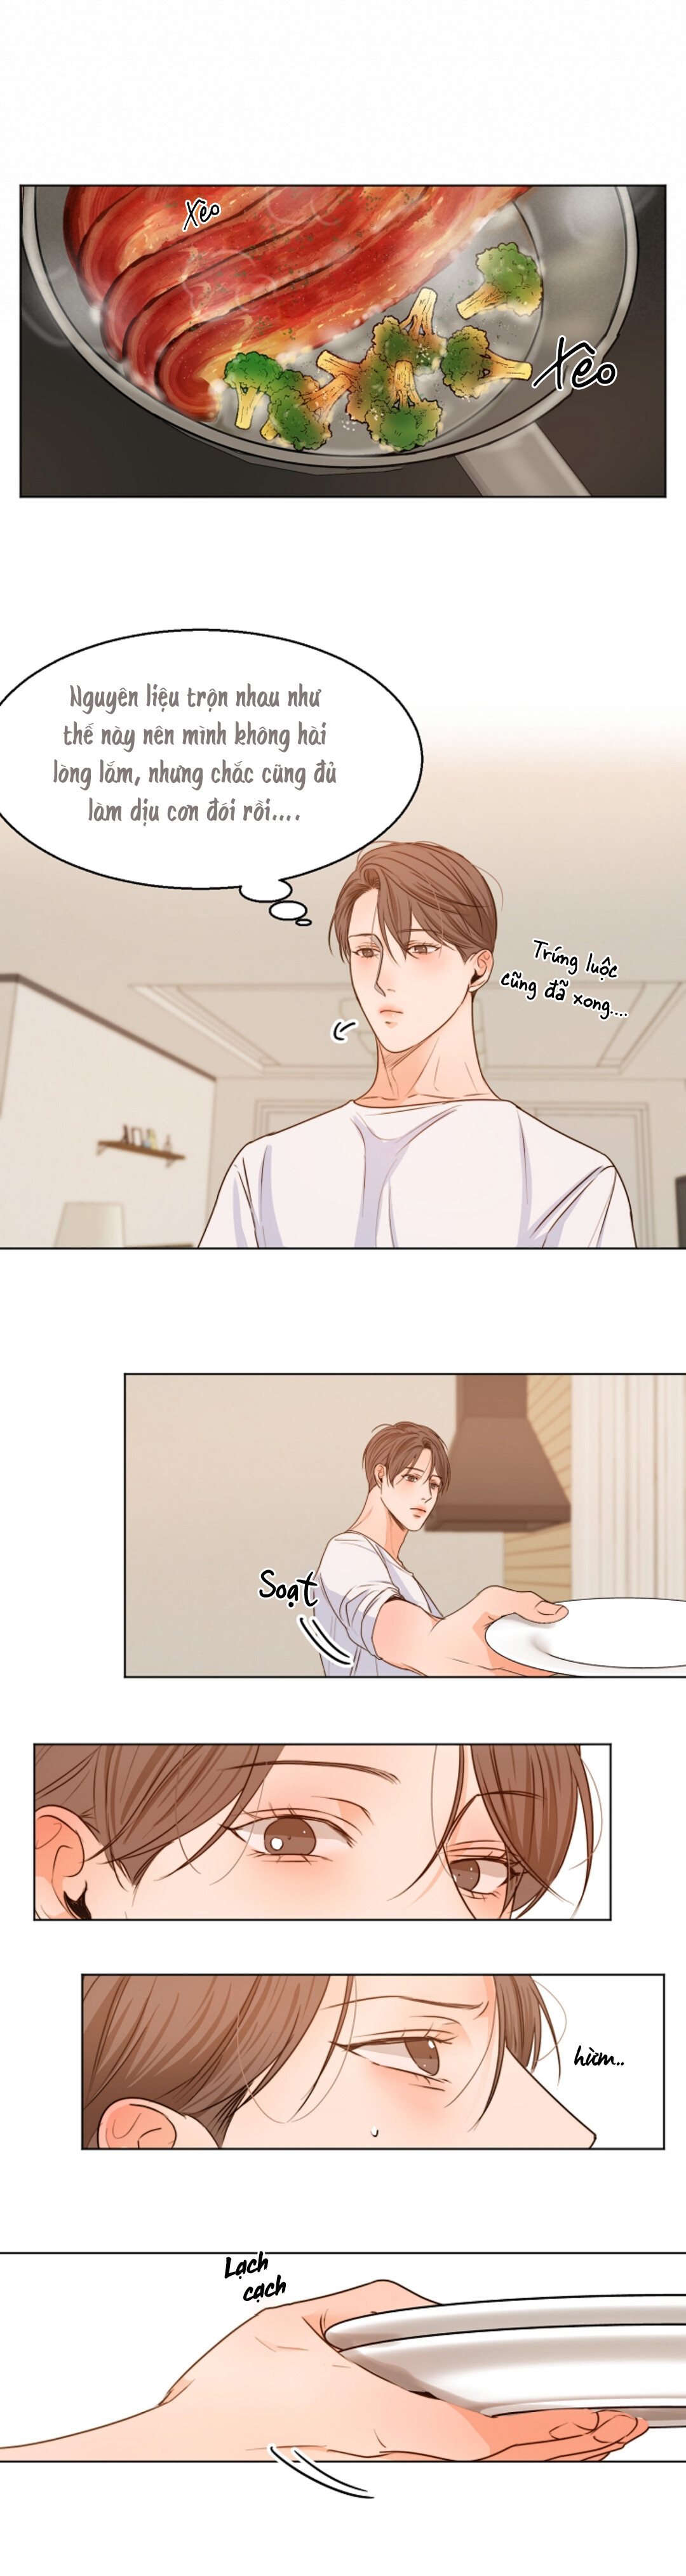 Xèo
Xèo
Nguyên liệu trộn nhau như
thế này nên mình không hài
lòng lắm, nhưng chắc cũng đủ
làm dịu cơn đói rồi....
Trứng luộc
cũng đã xong....
Soạt
hừm..
Lạch
cạch